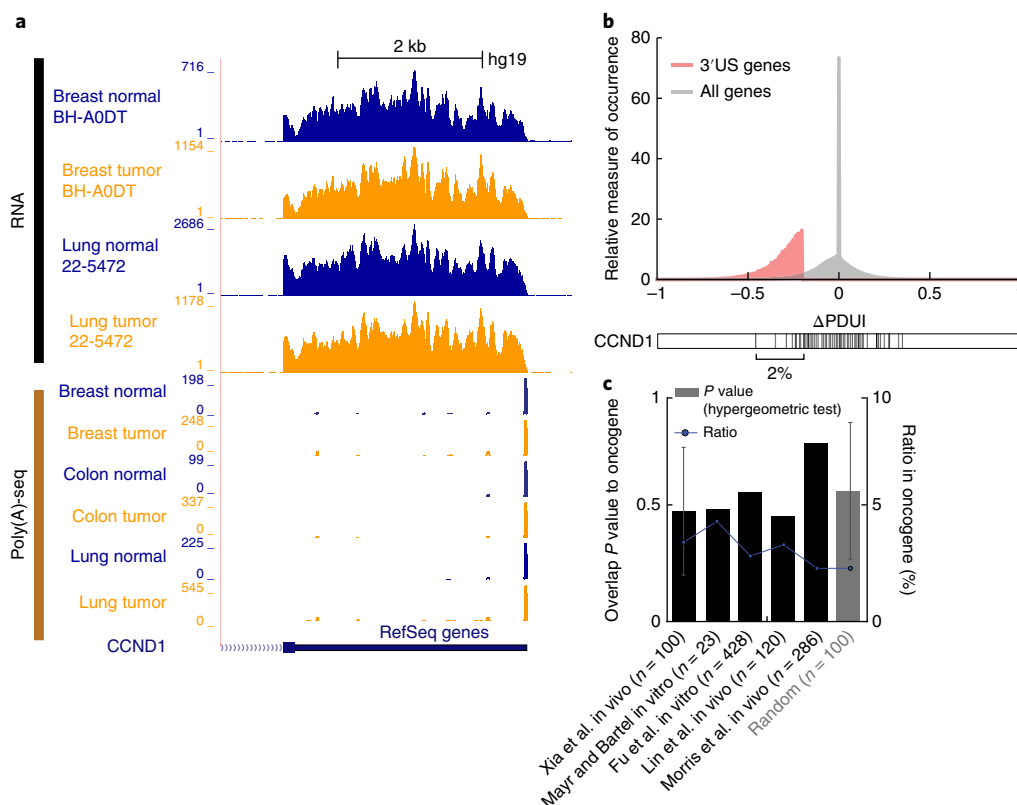 a
2 kb
hg19
RNA
716
Breast normal
BH-A0DT
1
1154
Breast tumor
BH-A0DT
1
2686
Lung normal
22-5472
1
1178
Lung tumor
22-5472
1
Poly(A)-seq
198
Breast normal
0
248
Breast tumor
0
99
Colon normal
0
337
Colon tumor
0
225
Lung normal
0
545
Lung tumor
0
RefSeq genes
CCND1
b
Relative measure of occurrence
80
60
40
20
0
3′US genes
All genes
−1
−0.5
0
0.5
1
ΔPDUI
CCND1
2%
c
Overlap P value to oncogene
1
0.5
0
P value
(hypergeometric test)
Ratio
10
5
0
Ratio in oncogene
(%)
Xia et al. in vivo (n = 100)
Mayr and Bartel in vitro (n = 23)
Fu et al. in vitro (n = 428)
Lin et al. in vivo (n = 120)
Morris et al. in vivo (n = 286)
Random (n = 100)